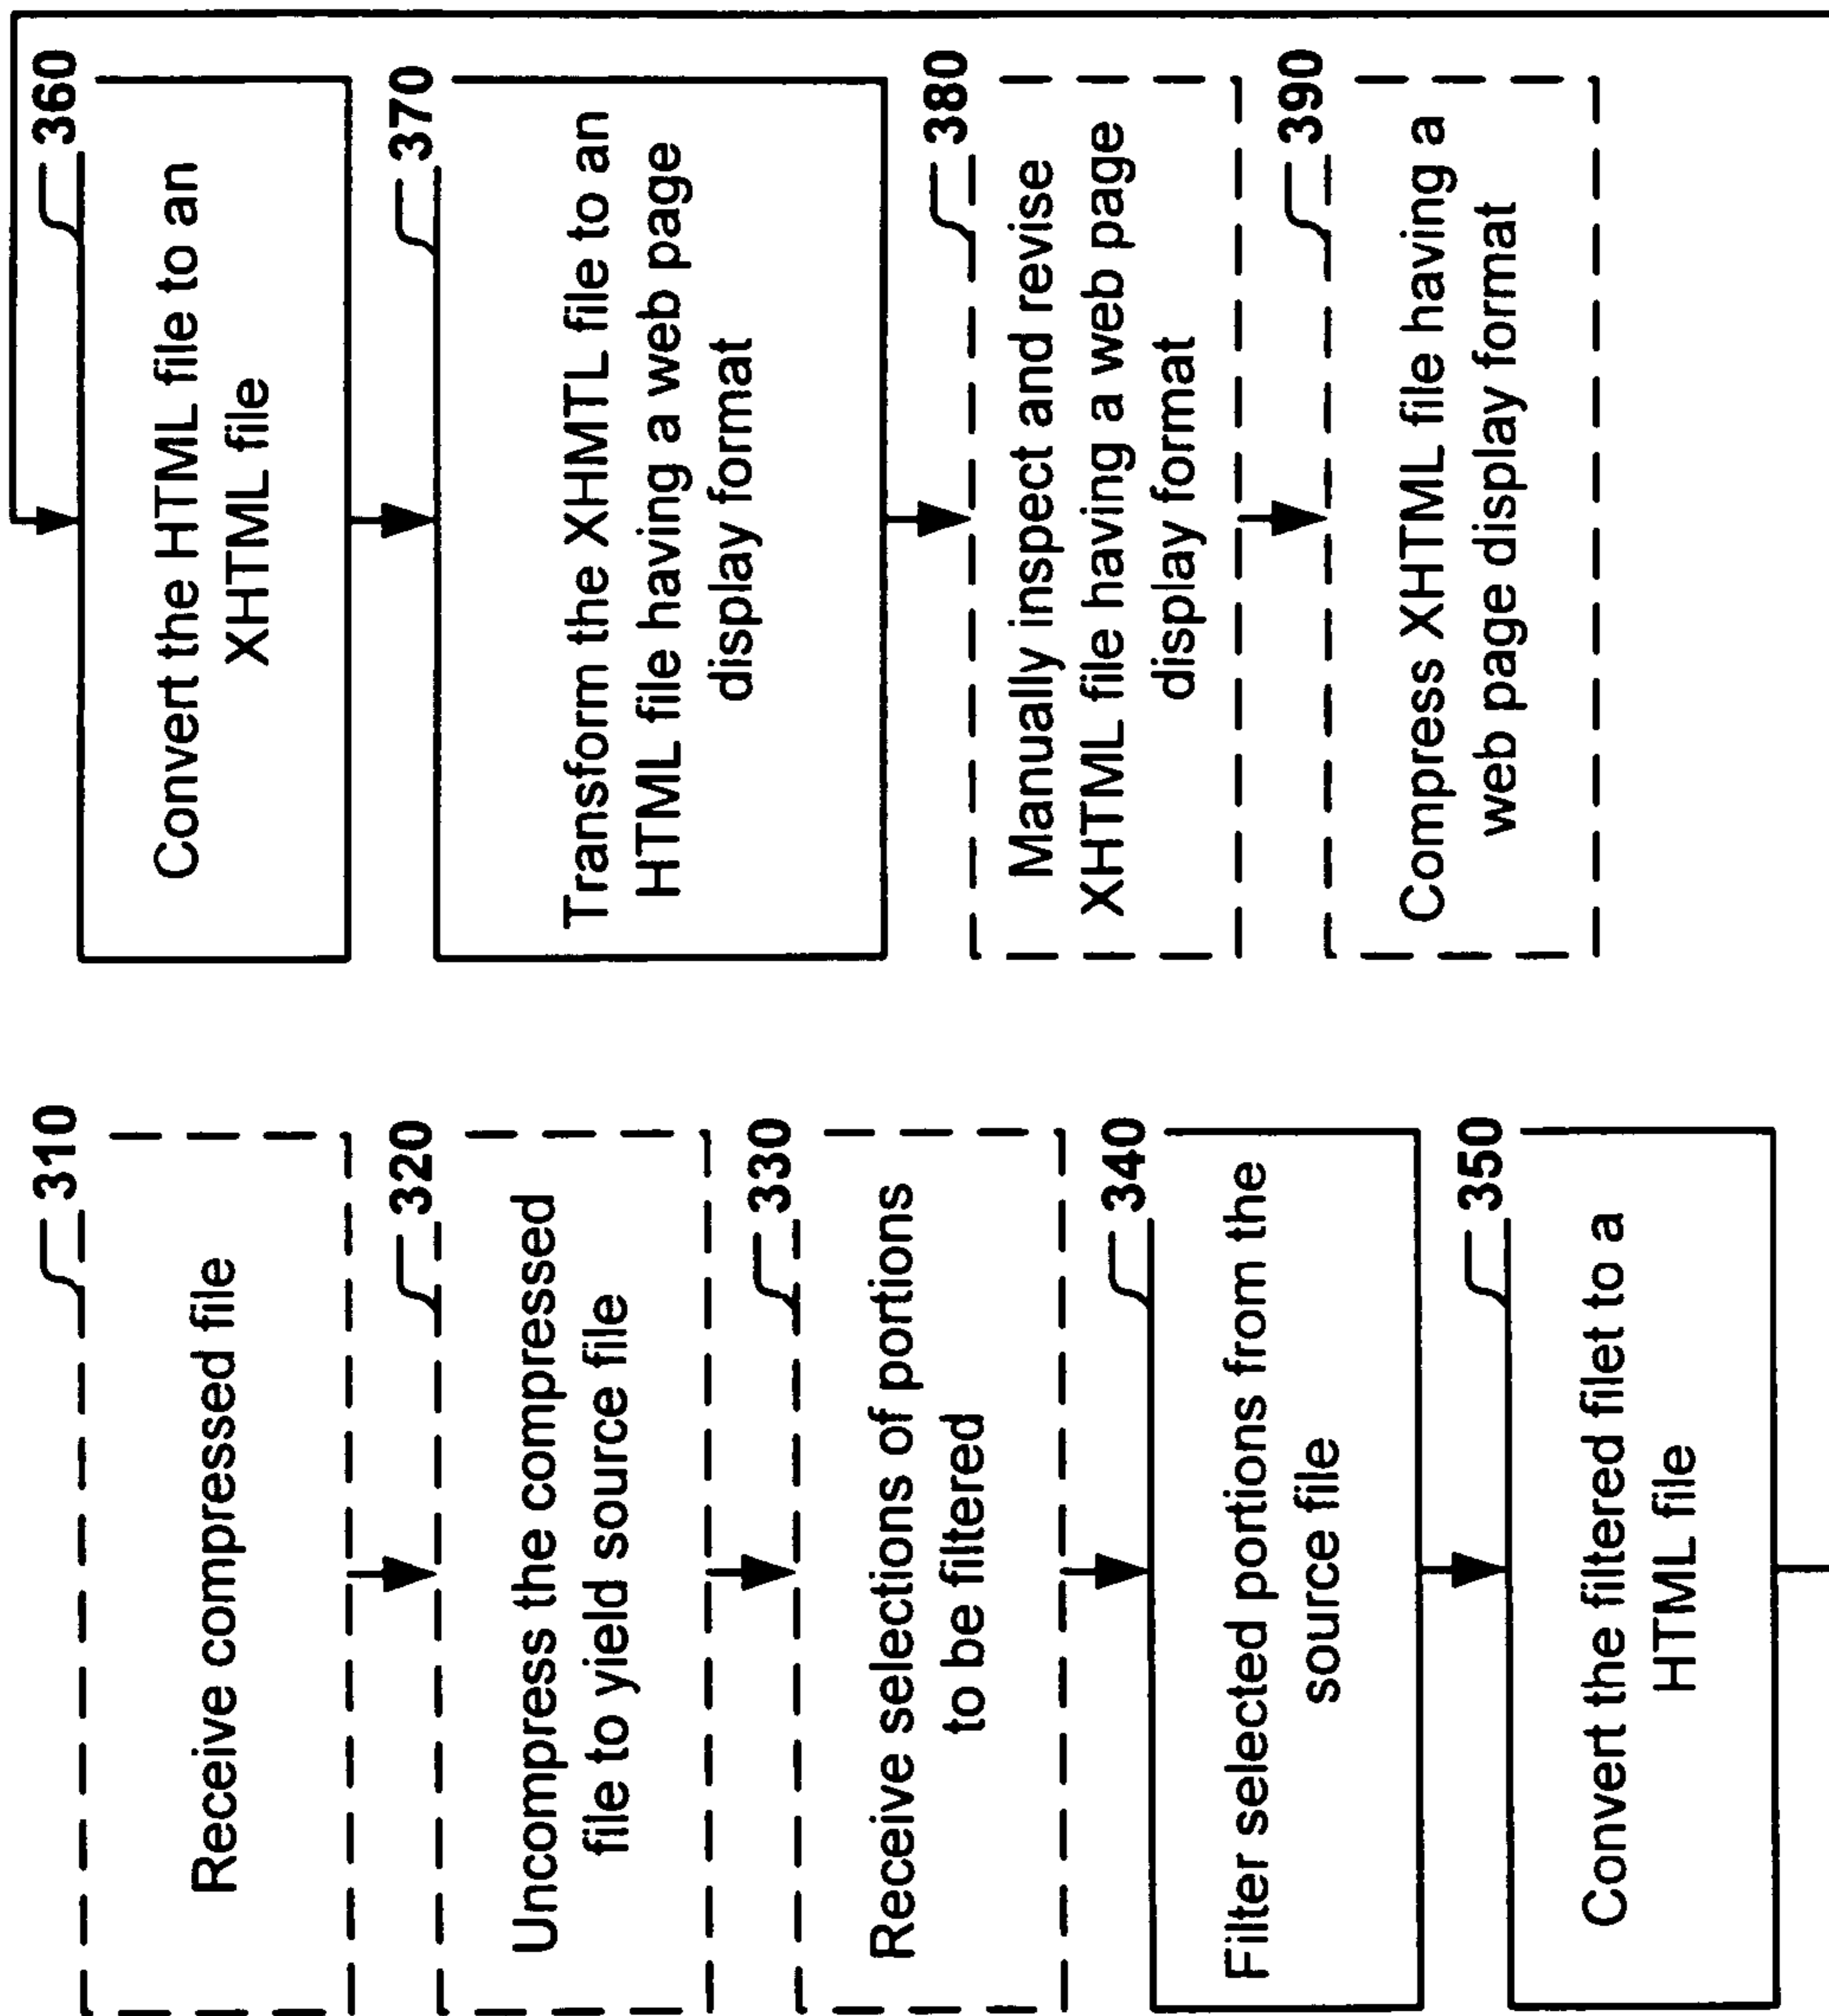 310
Receive compressed file
320
Uncompress the compressed
file to yield source file
330
Receive selections of portions
to be filtered
340
Filter selected portions from the
source file
350
Convert the filtered filet to a
HTML file
360
Convert the HTML file to an
XHTML file
370
Transform the XHMTL file to an
HTML file having a web page
display format
380
Manually inspect and revise
XHTML file having a web page
display format
390
Compress XHTML file having a
web page display format